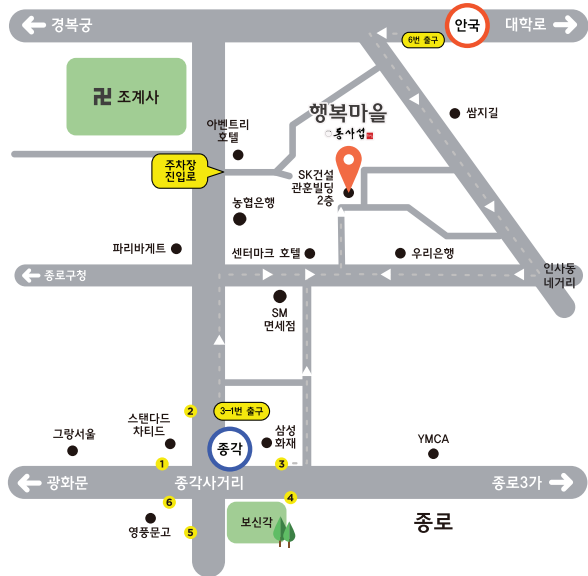 경복궁
안국
대학로
6번 출구
卍 조계사
아벤트리
호텔
행복마을
동사섭
쌈지길
주차장
진입로
SK건설
관훈빌딩
2층
농협은행
파리바게트
센터마크 호텔
우리은행
인사동
네거리
종로구청
SM
면세점
2
3-1번 출구
스탠다드
차티드
그랑서울
종각
삼성
화재
YMCA
1
3
광화문
종각사거리
종로3가
6
4
영풍문고
5
보신각
종로